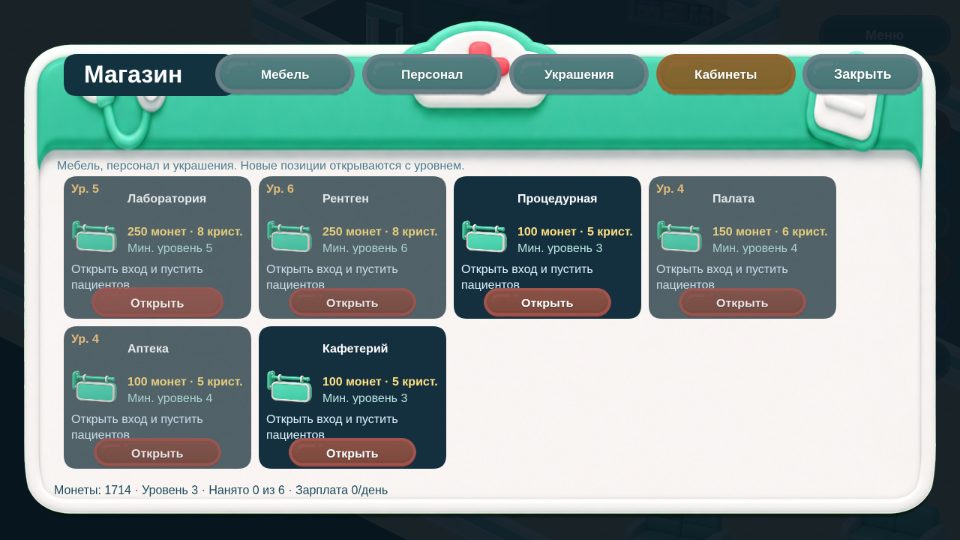 Меню
Магазин
Мебель
Персонал
Украшения
Кабинеты
Закрыть
Мебель, персонал и украшения. Новые позиции открываются с уровнем.
Ур. 5
Лаборатория
250 монет · 8 крист.
Мин. уровень 5
Открыть вход и пустить
пациентов
Открыть
Ур. 6
Рентген
250 монет · 8 крист.
Мин. уровень 6
Открыть вход и пустить
пациентов
Открыть
Процедурная
100 монет · 5 крист.
Мин. уровень 3
Открыть вход и пустить
пациентов
Открыть
Ур. 4
Палата
150 монет · 6 крист.
Мин. уровень 4
Открыть вход и пустить
пациентов
Открыть
Ур. 4
Аптека
100 монет · 5 крист.
Мин. уровень 4
Открыть вход и пустить
пациентов
Открыть
Кафетерий
100 монет · 5 крист.
Мин. уровень 3
Открыть вход и пустить
пациентов
Открыть
Монеты: 1714 · Уровень 3 · Нанято 0 из 6 · Зарплата 0/день